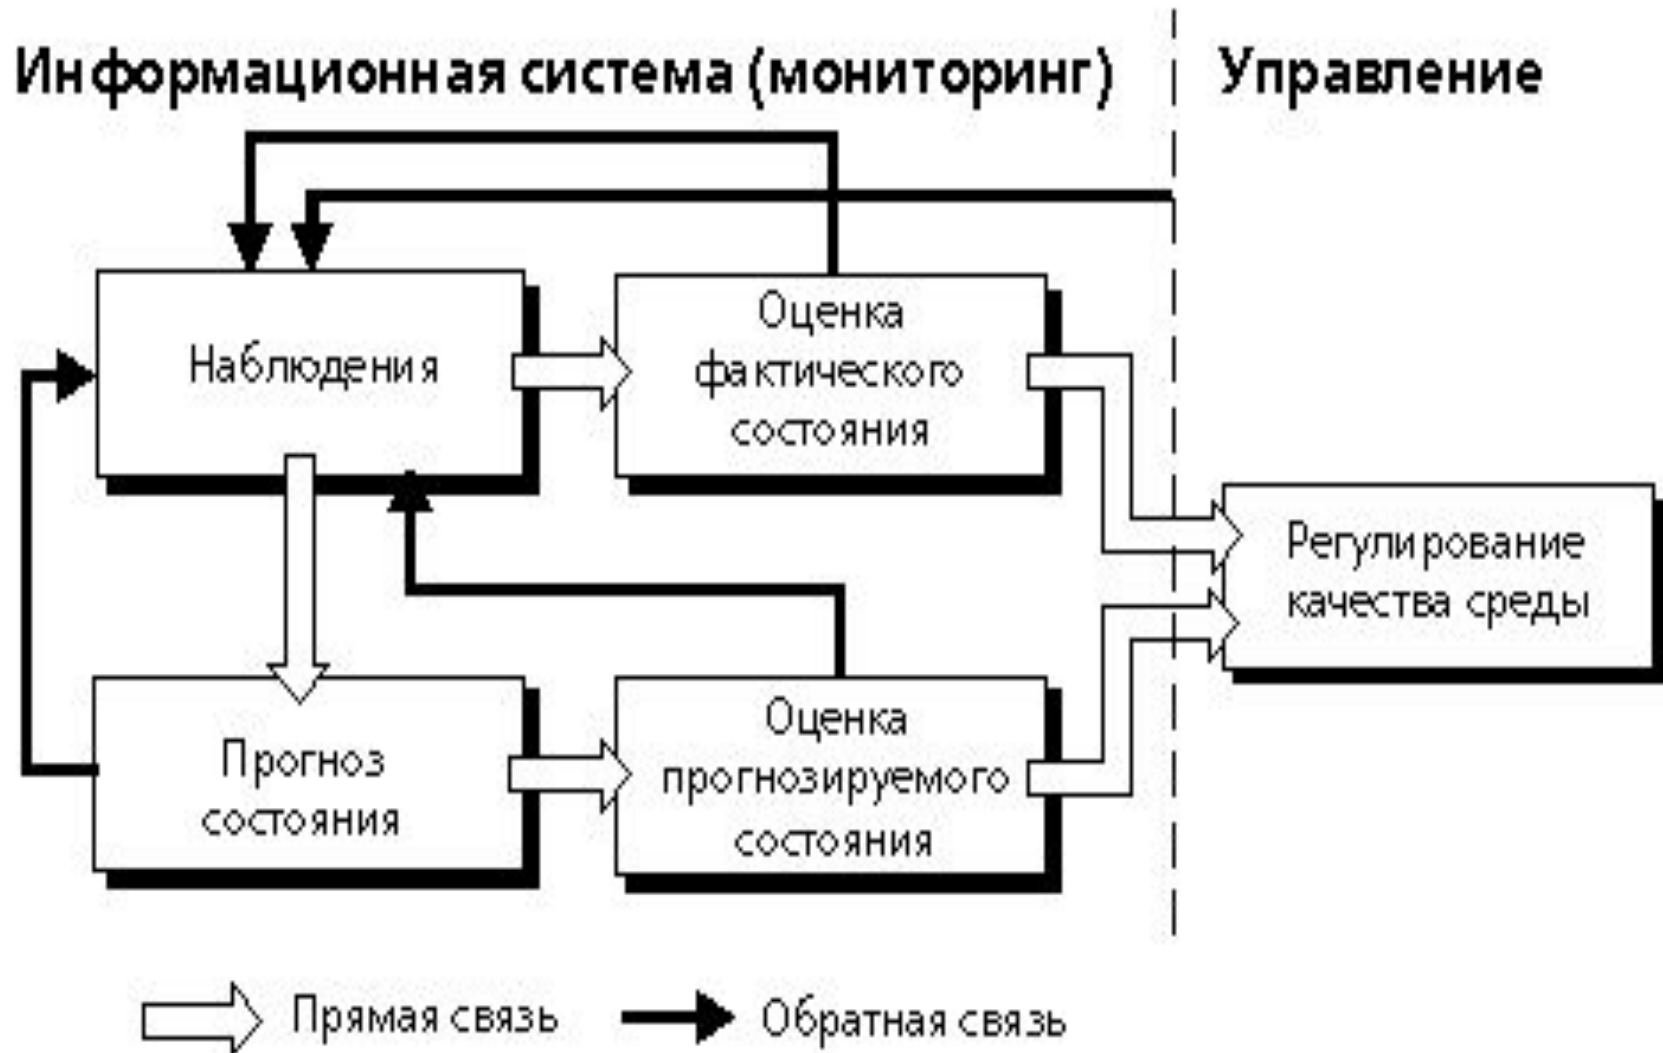 Информационная система (мониторинг)
Управление
Наблюдения
Оценка
фактического
состояния
Регулирование
качества среды
Прогноз
состояния
Оценка
прогнозируемого
состояния
Прямая связь
Обратная связь